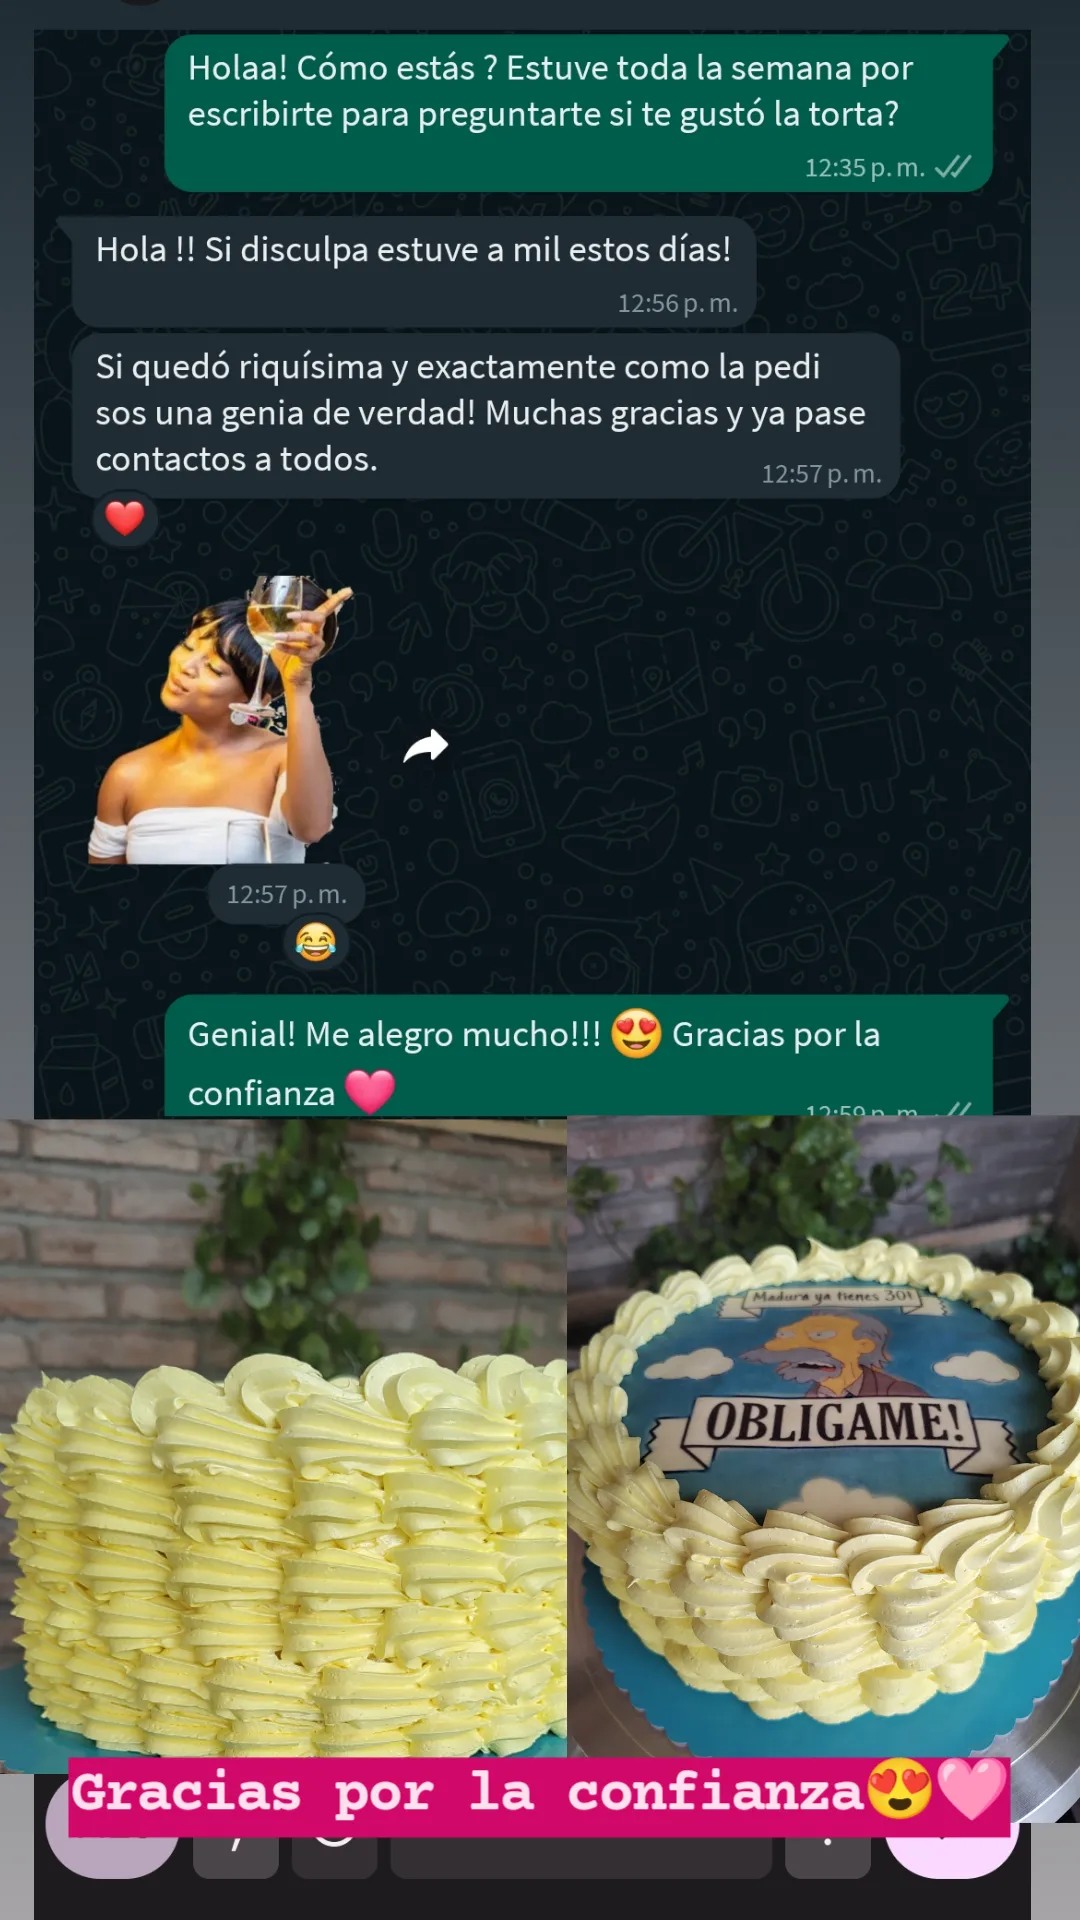 Holaa! Cómo estás ? Estuve toda la semana por
escribirte para preguntarte si te gustó la torta?
12:35 p. m.
Hola !! Si disculpa estuve a mil estos días!
12:56 p. m.
Si quedó riquísima y exactamente como la pedi
sos una genia de verdad! Muchas gracias y ya pase
contactos a todos.
12:57 p. m.
12:57 p. m.
Genial! Me alegro mucho!!! 😍 Gracias por la
confianza 🩷
12:59 p. m.
Madura ya tienes 30!
OBLIGAME!
Gracias por la confianza😍🩷